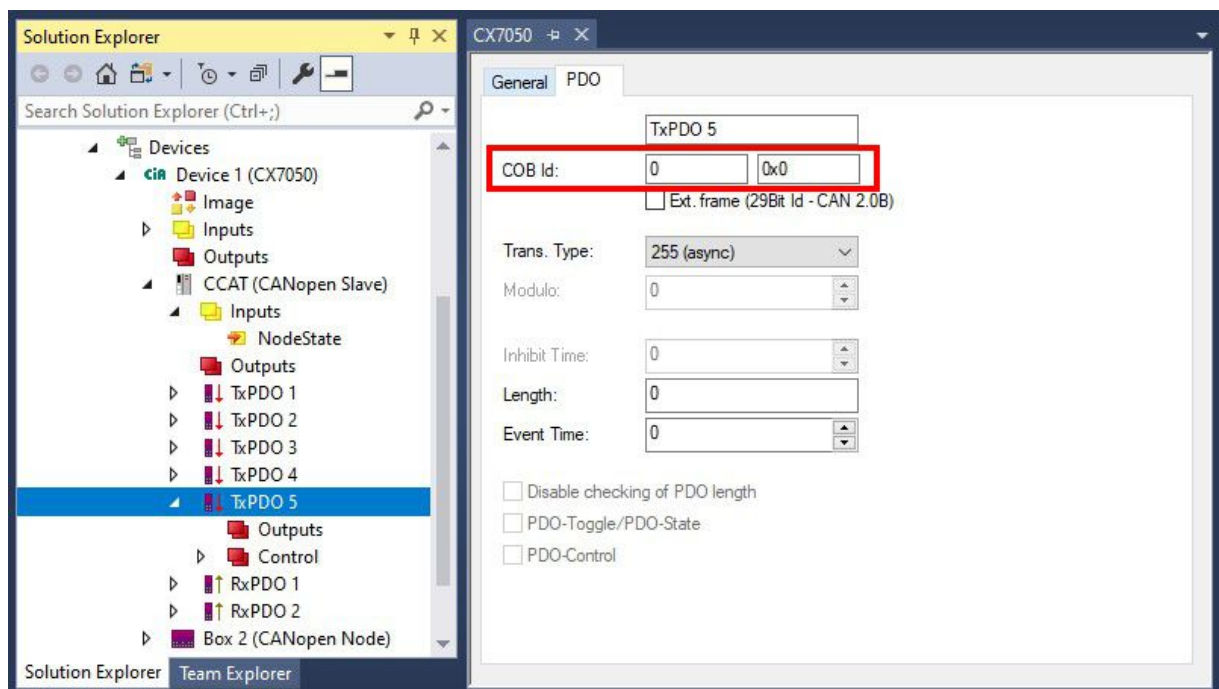 Solution Explorer
Search Solution Explorer (Ctrl+;)
Devices
CiA Device 1 (CX7050)
Image
Inputs
Outputs
CCAT (CANopen Slave)
Inputs
NodeState
Outputs
TxPDO 1
TxPDO 2
TxPDO 3
TxPDO 4
TxPDO 5
Outputs
Control
RxPDO 1
RxPDO 2
Box 2 (CANopen Node)
Solution Explorer Team Explorer
CX7050
General PDO
TxPDO 5
COB Id: 0 0x0
Ext. frame (29Bit Id - CAN 2.0B)
Trans. Type: 255 (async)
Modulo: 0
Inhibit Time: 0
Length: 0
Event Time: 0
Disable checking of PDO length
PDO-Toggle/PDO-State
PDO-Control